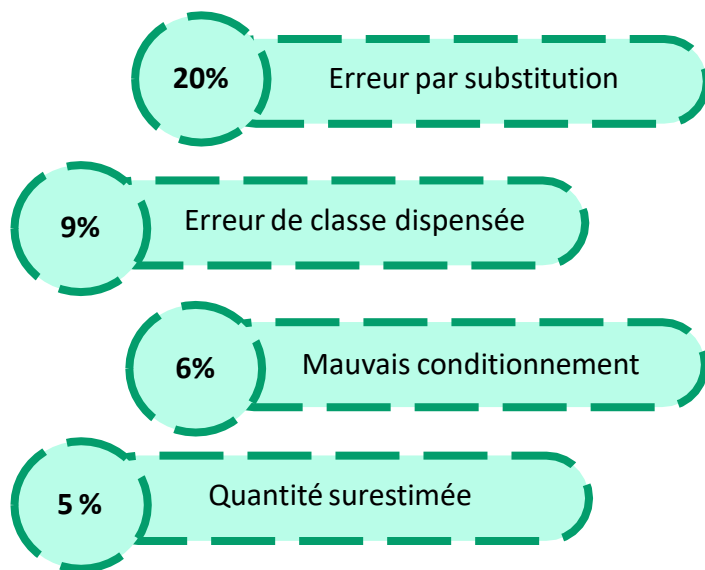 20% Erreur par substitution
9% Erreur de classe dispensée
6% Mauvais conditionnement
5 % Quantité surestimée